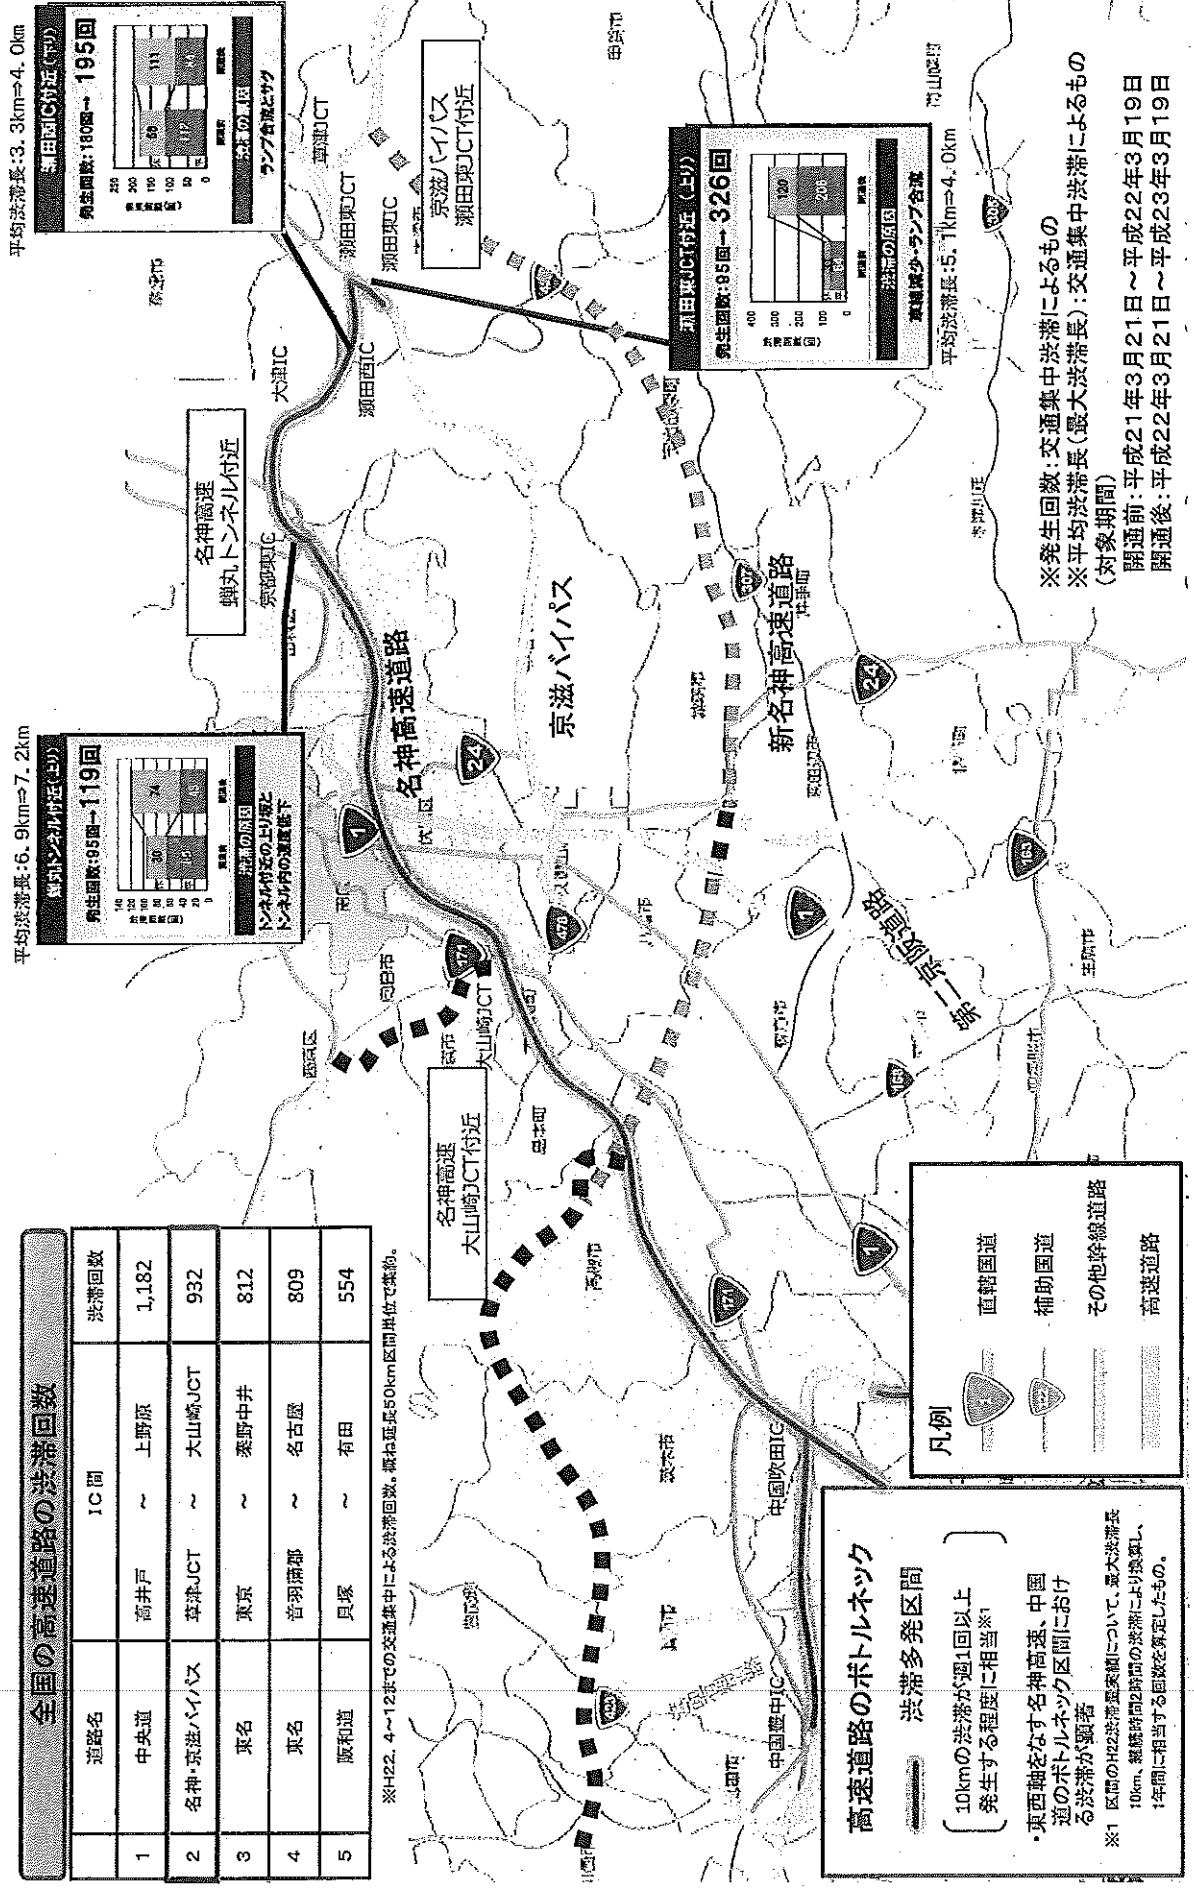 全国の高速道路の渋滞回数
道路名 IC間 渋滞回数
1 中央道 高井戸 ～ 上野原 1,182
2 名神・京滋バイパス 草津JCT ～ 大山崎JCT 932
3 東名 東京 ～ 秦野中井 812
4 東名 音羽蒲郡 ～ 名古屋 809
5 阪和道 貝塚 ～ 有田 554
※H22.4～12までの交通集中による渋滞回数。概ね延長50km区間単位で集約。
平均渋滞長:6.9km⇒7.2km
発生回数:95回→119回
渋滞の原因
トンネル付近の上り坂と
トンネル内の速度低下
平均渋滞長:3.3km⇒4.0km
瀬田西IC付近(下り)
発生回数:180回→195回
渋滞の原因
ランプ合流とサグ
瀬田東JCT付近(上り)
発生回数:85回→326回
渋滞の原因
車線減少・ランプ合流
平均渋滞長:5.1km⇒4.0km
名神高速
蝉丸トンネル付近
京滋バイパス
瀬田東JCT付近
名神高速
大山崎JCT付近
草津JCT
瀬田東JCT
瀬田東IC
瀬田西IC
大津IC
京都東IC
大山崎JCT
中国吹田IC
中国豊中IC
名神高速道路
京滋バイパス
新名神高速道路
第二京阪道路
向日市
西京区
島本町
高槻市
茨木市
枚方市
1
24
24
1
1
171
307
163
凡例
直轄国道
補助国道
その他幹線道路
高速道路
高速道路のボトルネック
渋滞多発区間
10kmの渋滞が週1回以上
発生する程度に相当※1
・東西軸をなす名神高速、中国
道のボトルネック区間におけ
る渋滞が顕著
※1 区間のH22渋滞量実績について、最大渋滞長
10km、継続時間2時間の渋滞により換算し、
1年間に相当する回数を算定したもの。
※発生回数:交通集中渋滞によるもの
※平均渋滞長(最大渋滞長):交通集中渋滞によるもの
(対象期間)
開通前:平成21年3月21日～平成22年3月19日
開通後:平成22年3月21日～平成23年3月19日